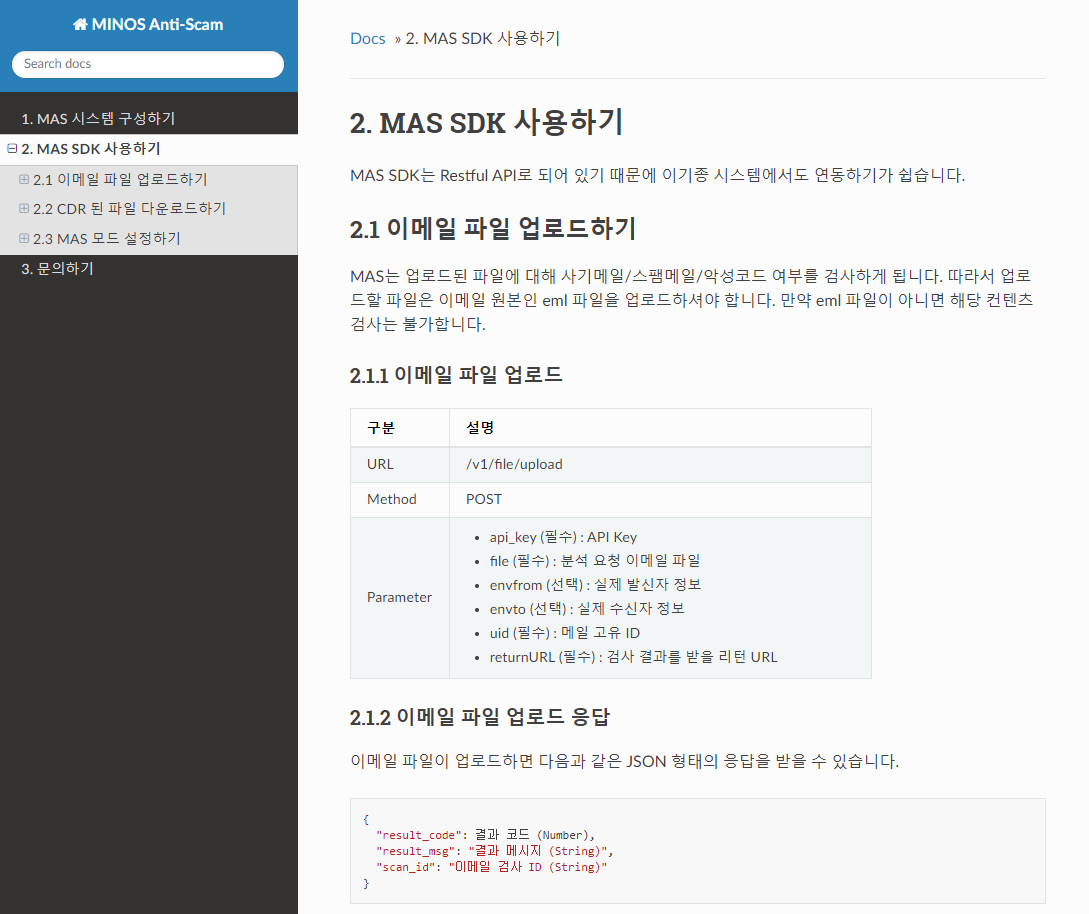 MINOS Anti-Scam
Search docs
1. MAS 시스템 구성하기
2. MAS SDK 사용하기
2.1 이메일 파일 업로드하기
2.2 CDR 된 파일 다운로드하기
2.3 MAS 모드 설정하기
3. 문의하기
Docs » 2. MAS SDK 사용하기
2. MAS SDK 사용하기
MAS SDK는 Restful API로 되어 있기 때문에 이기종 시스템에서도 연동하기가 쉽습니다.
2.1 이메일 파일 업로드하기
MAS는 업로드된 파일에 대해 사기메일/스팸메일/악성코드 여부를 검사하게 됩니다. 따라서 업로
드할 파일은 이메일 원본인 eml 파일을 업로드하셔야 합니다. 만약 eml 파일이 아니면 해당 컨텐츠
검사는 불가합니다.
2.1.1 이메일 파일 업로드
구분 설명
URL /v1/file/upload
Method POST
Parameter
• api_key (필수) : API Key
• file (필수) : 분석 요청 이메일 파일
• envfrom (선택) : 실제 발신자 정보
• envto (선택) : 실제 수신자 정보
• uid (필수) : 메일 고유 ID
• returnURL (필수) : 검사 결과를 받을 리턴 URL
2.1.2 이메일 파일 업로드 응답
이메일 파일이 업로드하면 다음과 같은 JSON 형태의 응답을 받을 수 있습니다.
{
"result_code": 결과 코드 (Number),
"result_msg": "결과 메시지 (String)",
"scan_id": "이메일 검사 ID (String)"
}